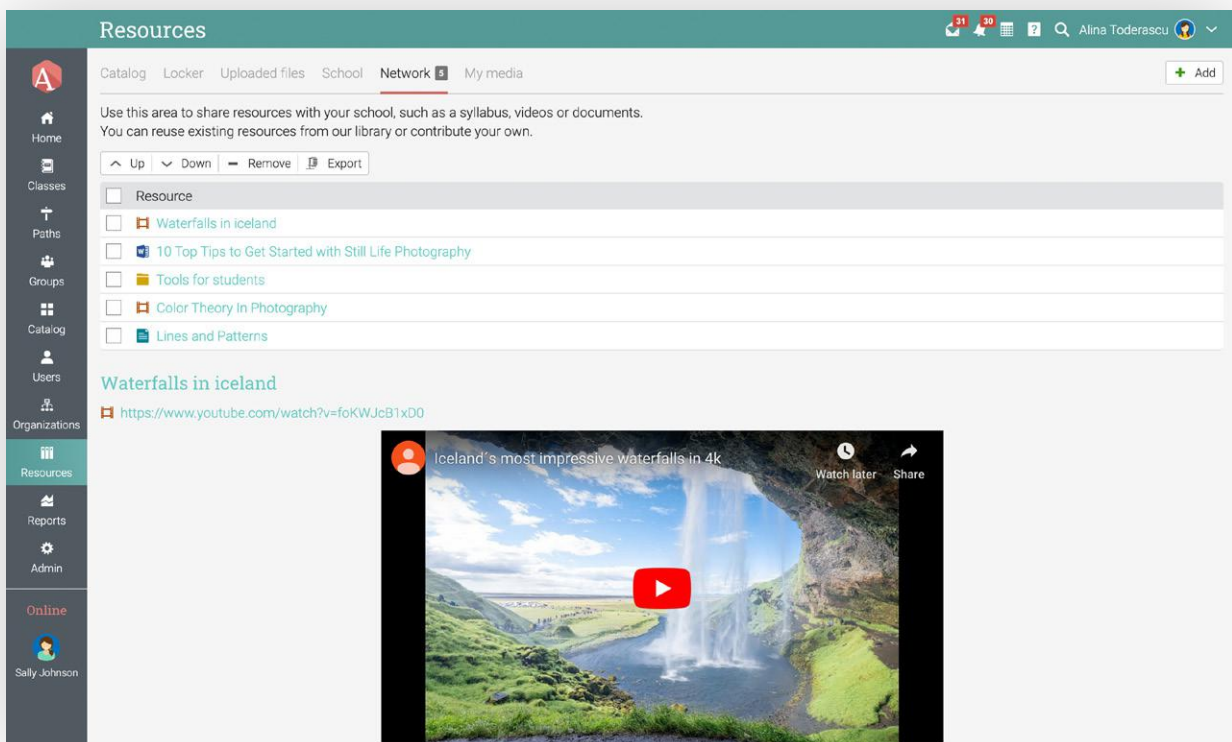 Resources
31
30
?
Alina Toderascu
A
Home
Classes
Paths
Groups
Catalog
Users
Organizations
Resources
Reports
Admin
Online
Sally Johnson
Catalog Locker Uploaded files School Network 5 My media
+ Add
Use this area to share resources with your school, such as a syllabus, videos or documents.
You can reuse existing resources from our library or contribute your own.
Up Down Remove Export
Resource
Waterfalls in iceland
10 Top Tips to Get Started with Still Life Photography
Tools for students
Color Theory In Photography
Lines and Patterns
Waterfalls in iceland
https://www.youtube.com/watch?v=foKWJcB1xD0
Iceland´s most impressive waterfalls in 4k
Watch later Share